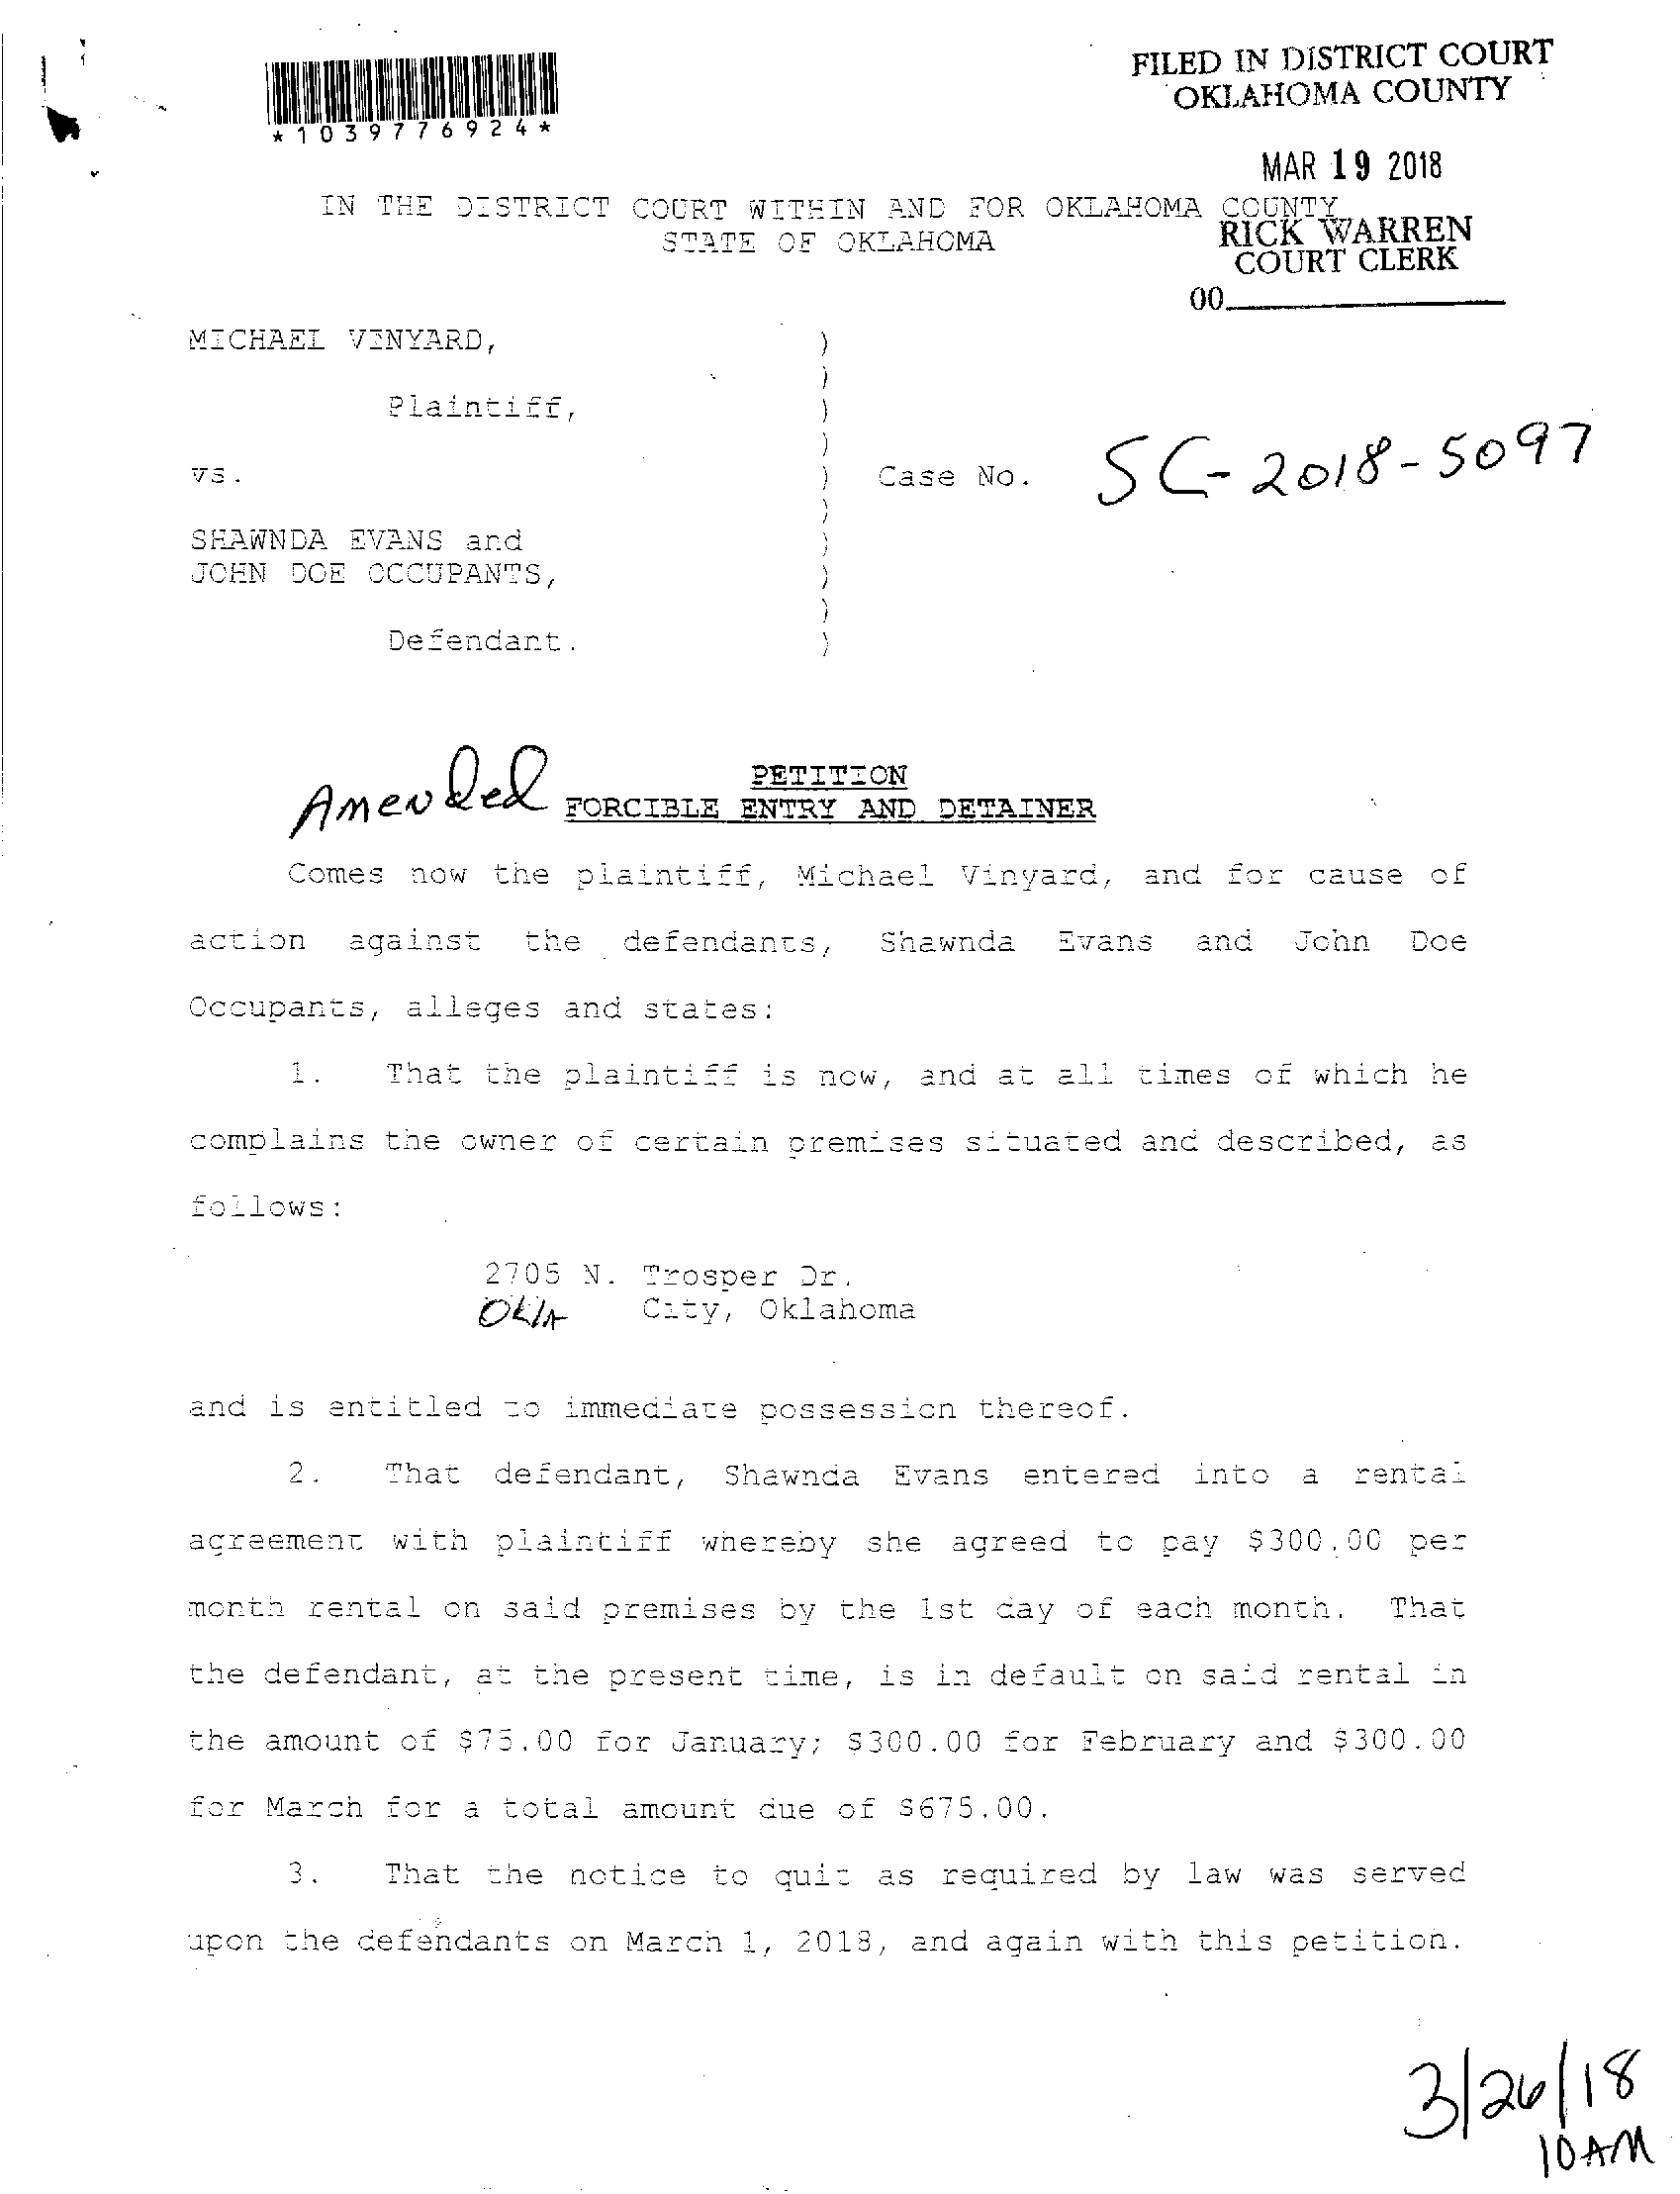 FILED IN DISTRICT COURT
OKLAHOMA COUNTY
*1039776924*
MAR 19 2018
IN THE DISTRICT COURT WITHIN AND FOR OKLAHOMA COUNTY
STATE OF OKLAHOMA
RICK WARREN
COURT CLERK
00
MICHAEL VINYARD, )
)
Plaintiff, )
)
vs. ) Case No. SC-2018-5097
)
SHAWNDA EVANS and )
JOHN DOE OCCUPANTS, )
)
Defendant. )
PETITION
Amended FORCIBLE ENTRY AND DETAINER
Comes now the plaintiff, Michael Vinyard, and for cause of
action against the defendants, Shawnda Evans and John Doe
Occupants, alleges and states:
1. That the plaintiff is now, and at all times of which he
complains the owner of certain premises situated and described, as
follows:
2705 N. Trosper Dr.
Okla City, Oklahoma
and is entitled to immediate possession thereof.
2. That defendant, Shawnda Evans entered into a rental
agreement with plaintiff whereby she agreed to pay $300.00 per
month rental on said premises by the 1st day of each month. That
the defendant, at the present time, is in default on said rental in
the amount of $75.00 for January; $300.00 for February and $300.00
for March for a total amount due of $675.00.
3. That the notice to quit as required by law was served
upon the defendants on March 1, 2018, and again with this petition.
3/26/18
10AM